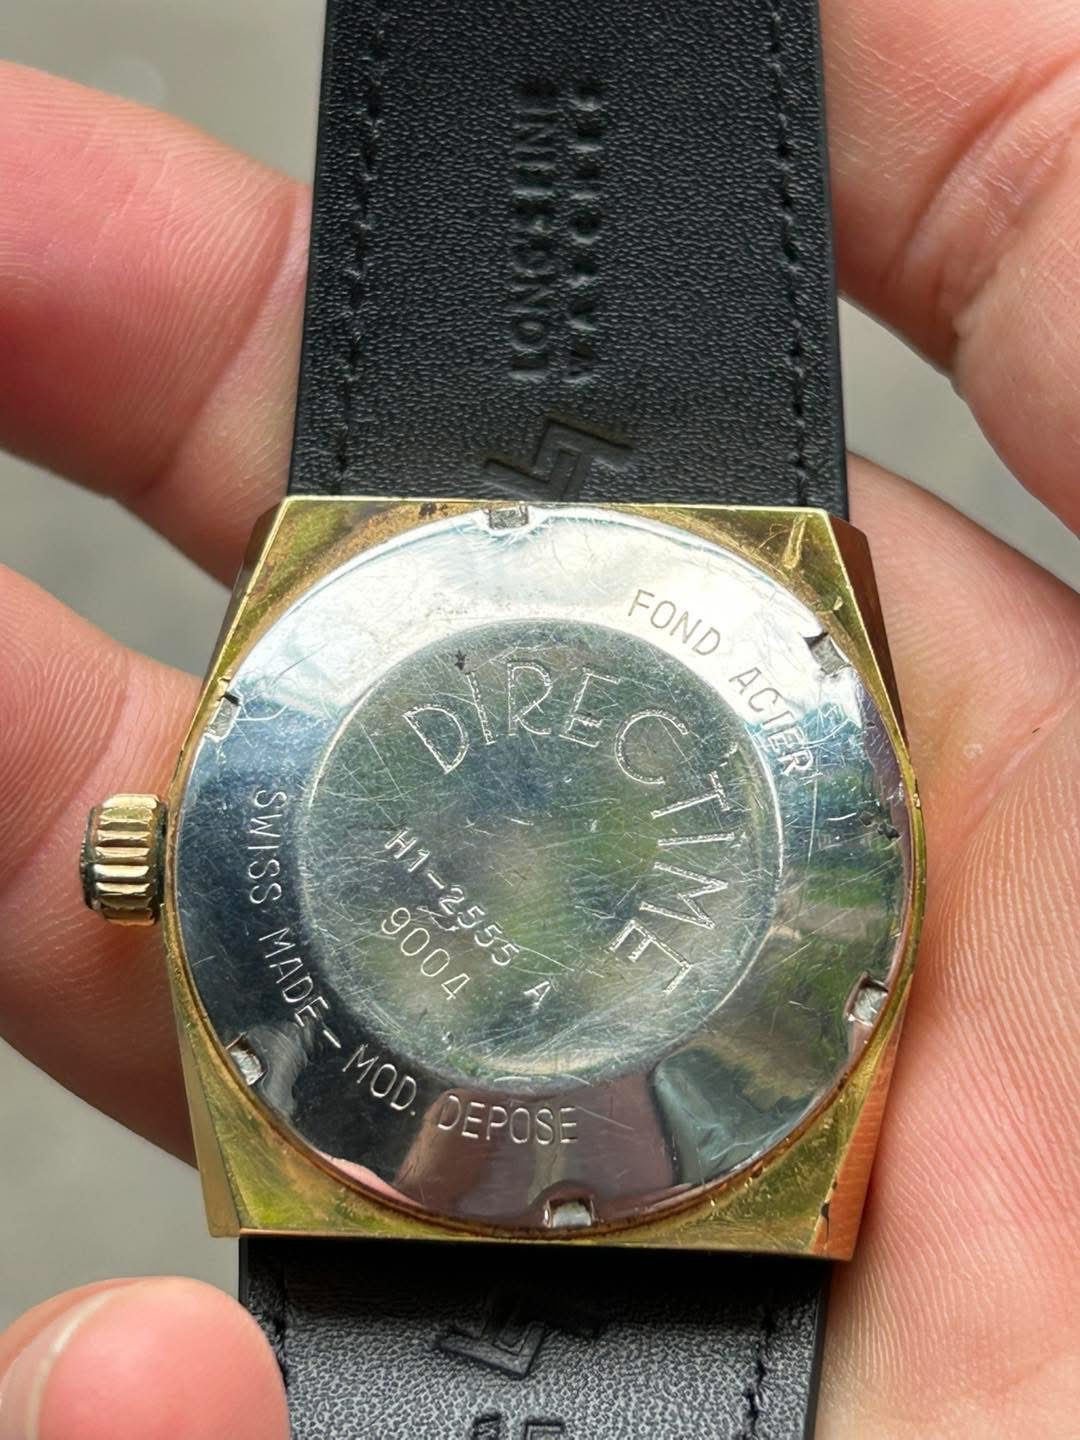 FOND ACIER
DIRECTIME
H1-2555 A
9004
SWISS MADE - MOD. DEPOSE